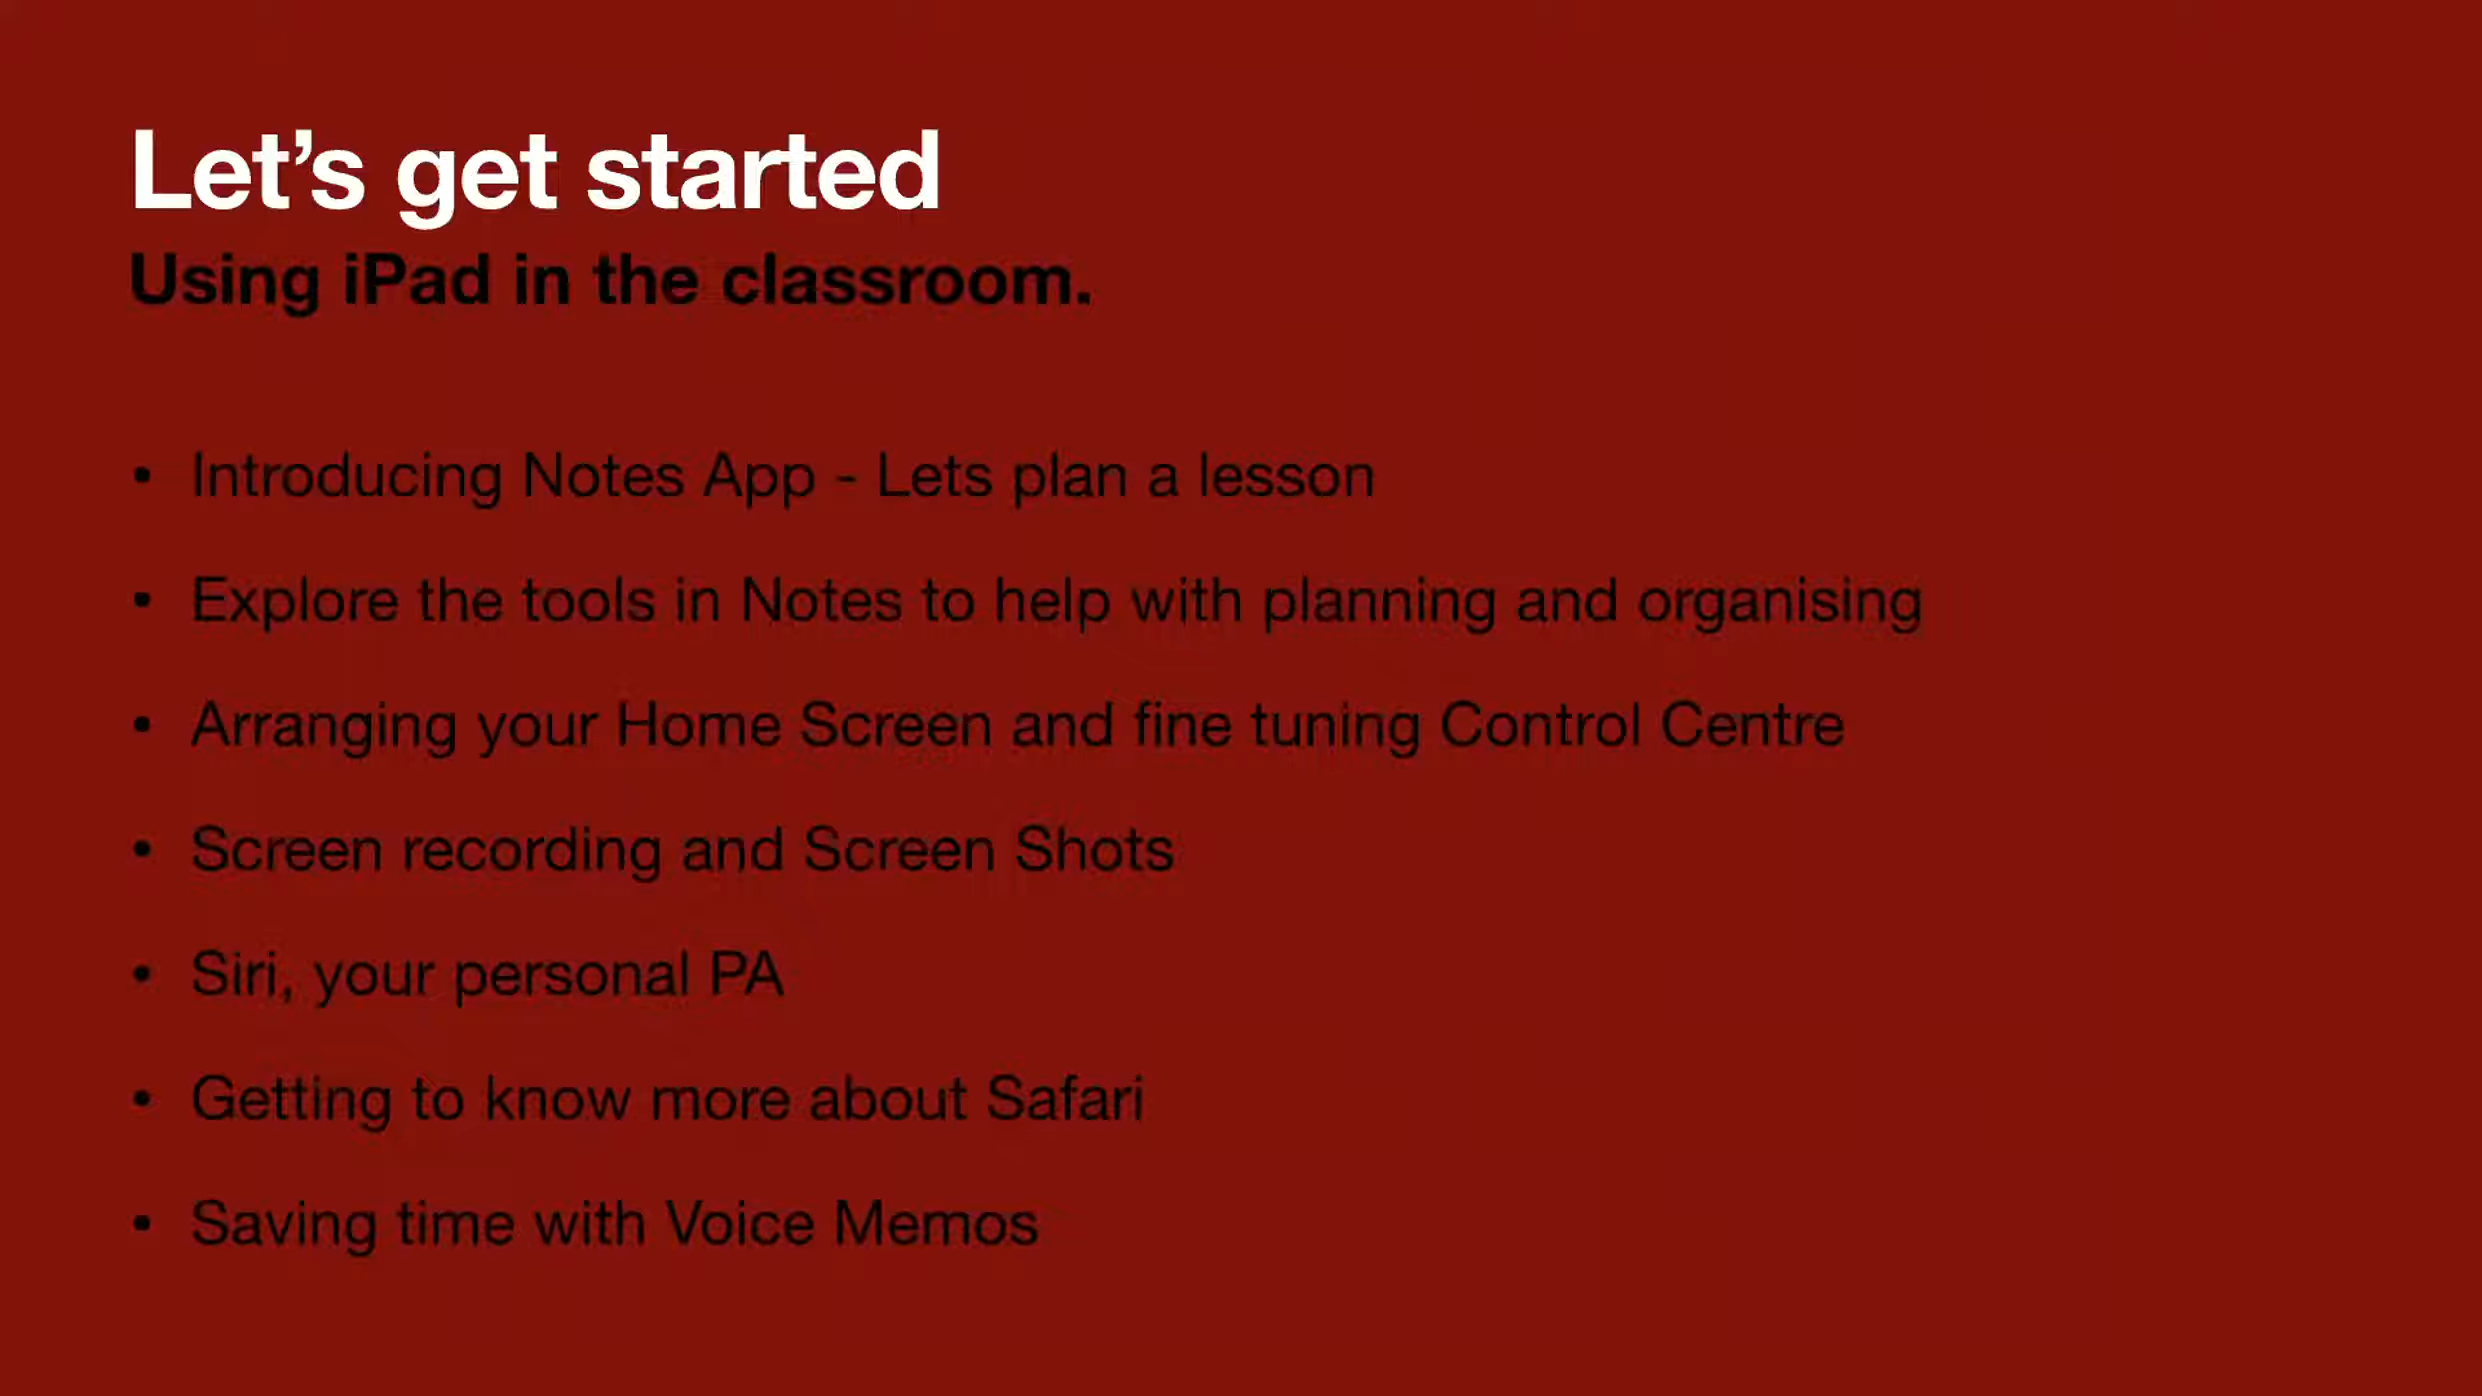 Let’s get started
Using iPad in the classroom.
• Introducing Notes App - Lets plan a lesson
• Explore the tools in Notes to help with planning and organising
• Arranging your Home Screen and fine tuning Control Centre
• Screen recording and Screen Shots
• Siri, your personal PA
• Getting to know more about Safari
• Saving time with Voice Memos